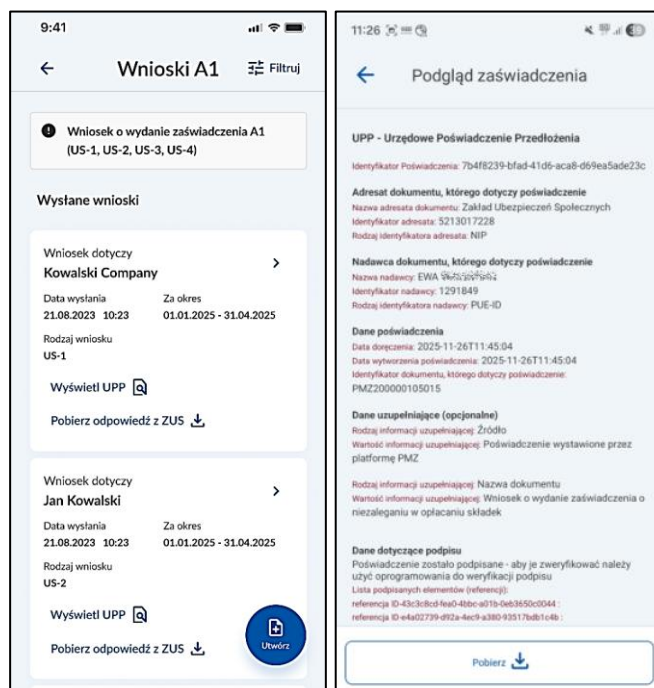 9:41
Wnioski A1
Filtruj
Wniosek o wydanie zaświadczenia A1
(US-1, US-2, US-3, US-4)
Wysłane wnioski
Wniosek dotyczy
Kowalski Company
Data wysłania Za okres
21.08.2023 10:23 01.01.2025 - 31.04.2025
Rodzaj wniosku
US-1
Wyświetl UPP
Pobierz odpowiedź z ZUS
Wniosek dotyczy
Jan Kowalski
Data wysłania Za okres
21.08.2023 10:23 01.01.2025 - 31.04.2025
Rodzaj wniosku
US-2
Wyświetl UPP
Pobierz odpowiedź z ZUS
Utwórz
11:26
Podgląd zaświadczenia
UPP - Urzędowe Poświadczenie Przedłożenia
Identyfikator Poświadczenia: 7b4f8239-bfad-41d6-aca8-d69ea5ade23c
Adresat dokumentu, którego dotyczy poświadczenie
Nazwa adresata dokumentu: Zakład Ubezpieczeń Społecznych
Identyfikator adresata: 5213017228
Rodzaj identyfikatora adresata: NIP
Nadawca dokumentu, którego dotyczy poświadczenie
Nazwa nadawcy: EWA
Identyfikator nadawcy: 1291849
Rodzaj identyfikatora nadawcy: PUE-ID
Dane poświadczenia
Data doręczenia: 2025-11-26T11:45:04
Data wytworzenia poświadczenia: 2025-11-26T11:45:04
Identyfikator dokumentu, którego dotyczy poświadczenie:
PMZ200000105015
Dane uzupełniające (opcjonalne)
Rodzaj informacji uzupełniającej: Źródło
Wartość informacji uzupełniającej: Poświadczenie wystawione przez
platformę PMZ
Rodzaj informacji uzupełniającej: Nazwa dokumentu
Wartość informacji uzupełniającej: Wniosek o wydanie zaświadczenia o
niezaleganiu w opłacaniu składek
Dane dotyczące podpisu
Poświadczenie zostało podpisane - aby je zweryfikować należy
użyć oprogramowania do weryfikacji podpisu
Lista podpisanych elementów (referencji):
referencja ID-43c3c8cd-fea0-4bbc-a01b-0eb3650c0044 :
referencja ID-e4a02739-d92a-4ec9-a380-93517bdb1c4b :
Pobierz